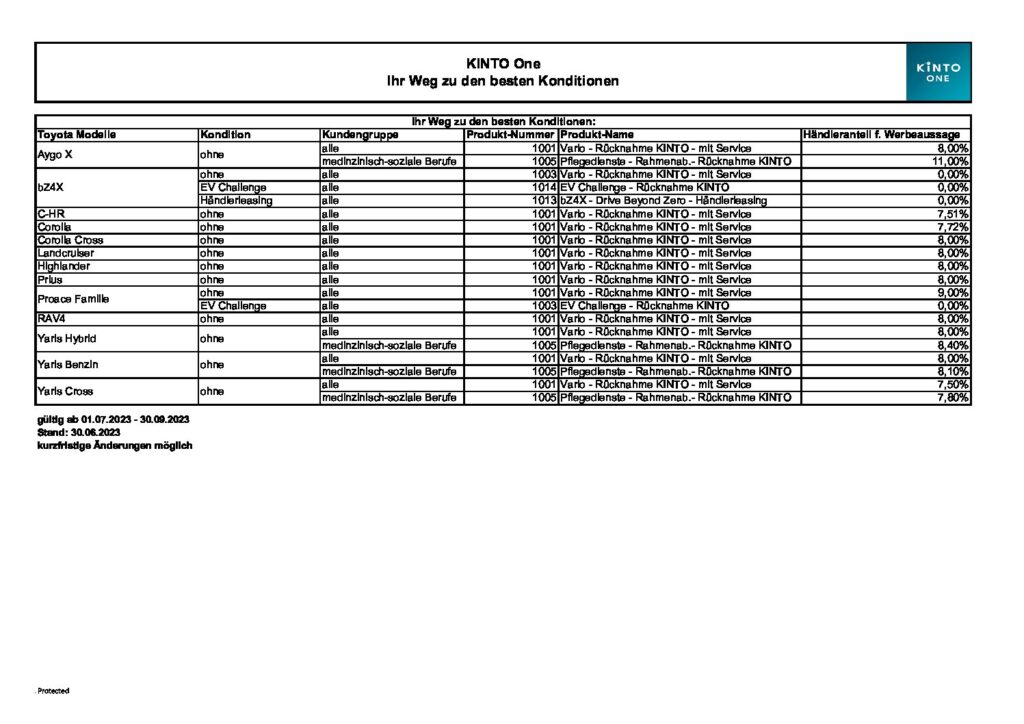 KINTO One
Ihr Weg zu den besten Konditionen
KINTO
ONE
Ihr Weg zu den besten Konditionen:
Toyota Modelle Kondition Kundengruppe Produkt-Nummer Produkt-Name Händleranteil f. Werbeaussage
Aygo X ohne alle 1001 Vario - Rücknahme KINTO - mit Service 8,00%
medinzinisch-soziale Berufe 1005 Pflegedienste - Rahmenab.- Rücknahme KINTO 11,00%
bZ4X ohne alle 1003 Vario - Rücknahme KINTO - mit Service 0,00%
EV Challenge alle 1014 EV Challenge - Rücknahme KINTO 0,00%
Händlerleasing alle 1013 bZ4X - Drive Beyond Zero - Händlerleasing 0,00%
C-HR ohne alle 1001 Vario - Rücknahme KINTO - mit Service 7,51%
Corolla ohne alle 1001 Vario - Rücknahme KINTO - mit Service 7,72%
Corolla Cross ohne alle 1001 Vario - Rücknahme KINTO - mit Service 8,00%
Landcruiser ohne alle 1001 Vario - Rücknahme KINTO - mit Service 8,00%
Highlander ohne alle 1001 Vario - Rücknahme KINTO - mit Service 8,00%
Prius ohne alle 1001 Vario - Rücknahme KINTO - mit Service 8,00%
Proace Familie ohne alle 1001 Vario - Rücknahme KINTO - mit Service 9,00%
EV Challenge alle 1003 EV Challenge - Rücknahme KINTO 0,00%
RAV4 ohne alle 1001 Vario - Rücknahme KINTO - mit Service 8,00%
Yaris Hybrid ohne alle 1001 Vario - Rücknahme KINTO - mit Service 8,00%
medinzinisch-soziale Berufe 1005 Pflegedienste - Rahmenab.- Rücknahme KINTO 8,40%
Yaris Benzin ohne alle 1001 Vario - Rücknahme KINTO - mit Service 8,00%
medinzinisch-soziale Berufe 1005 Pflegedienste - Rahmenab.- Rücknahme KINTO 8,10%
Yaris Cross ohne alle 1001 Vario - Rücknahme KINTO - mit Service 7,50%
medinzinisch-soziale Berufe 1005 Pflegedienste - Rahmenab.- Rücknahme KINTO 7,80%
gültig ab 01.07.2023 - 30.09.2023
Stand: 30.06.2023
kurzfristige Änderungen möglich
Protected